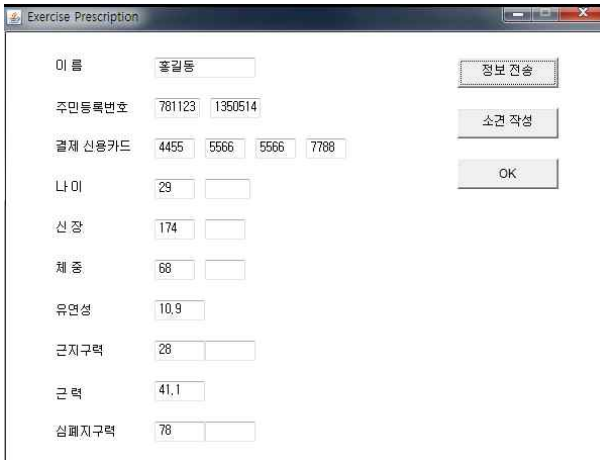 Exercise Prescription
이 름 홍길동 정보 전송
주민등록번호 781123 1350514
소견 작성
결제 신용카드 4455 5566 5566 7788
OK
나 이 29
신 장 174
체 중 68
유연성 10,9
근지구력 28
근 력 41,1
심폐지구력 78